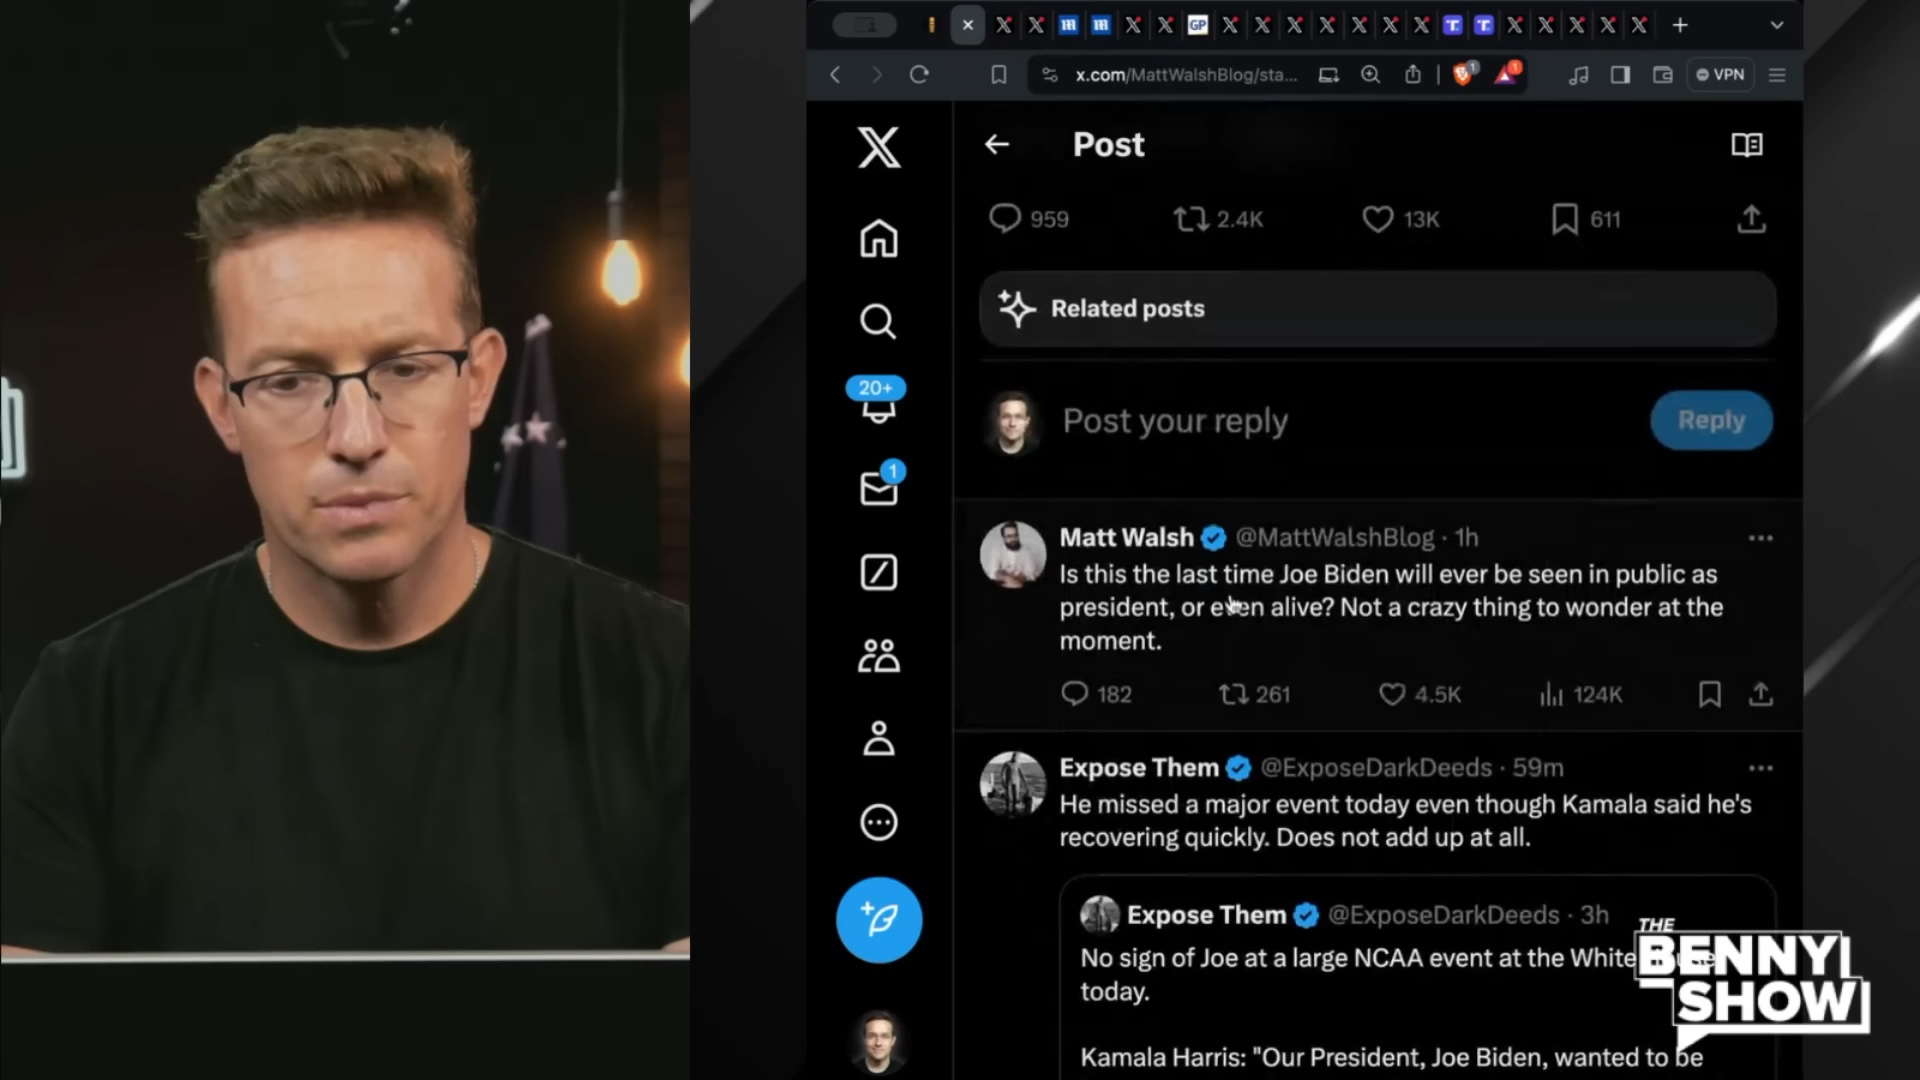 x.com/MattWalshBlog/sta...
1
1
VPN
GP
Post
959
2.4K
13K
611
Related posts
20+
Post your reply
Reply
1
Matt Walsh @MattWalshBlog · 1h
Is this the last time Joe Biden will ever be seen in public as
president, or even alive? Not a crazy thing to wonder at the
moment.
182
261
4.5K
124K
Expose Them @ExposeDarkDeeds · 59m
He missed a major event today even though Kamala said he's
recovering quickly. Does not add up at all.
Expose Them @ExposeDarkDeeds · 3h
No sign of Joe at a large NCAA event at the White
today.
Kamala Harris: "Our President, Joe Biden, wanted to be
THE
BENNY
SHOW